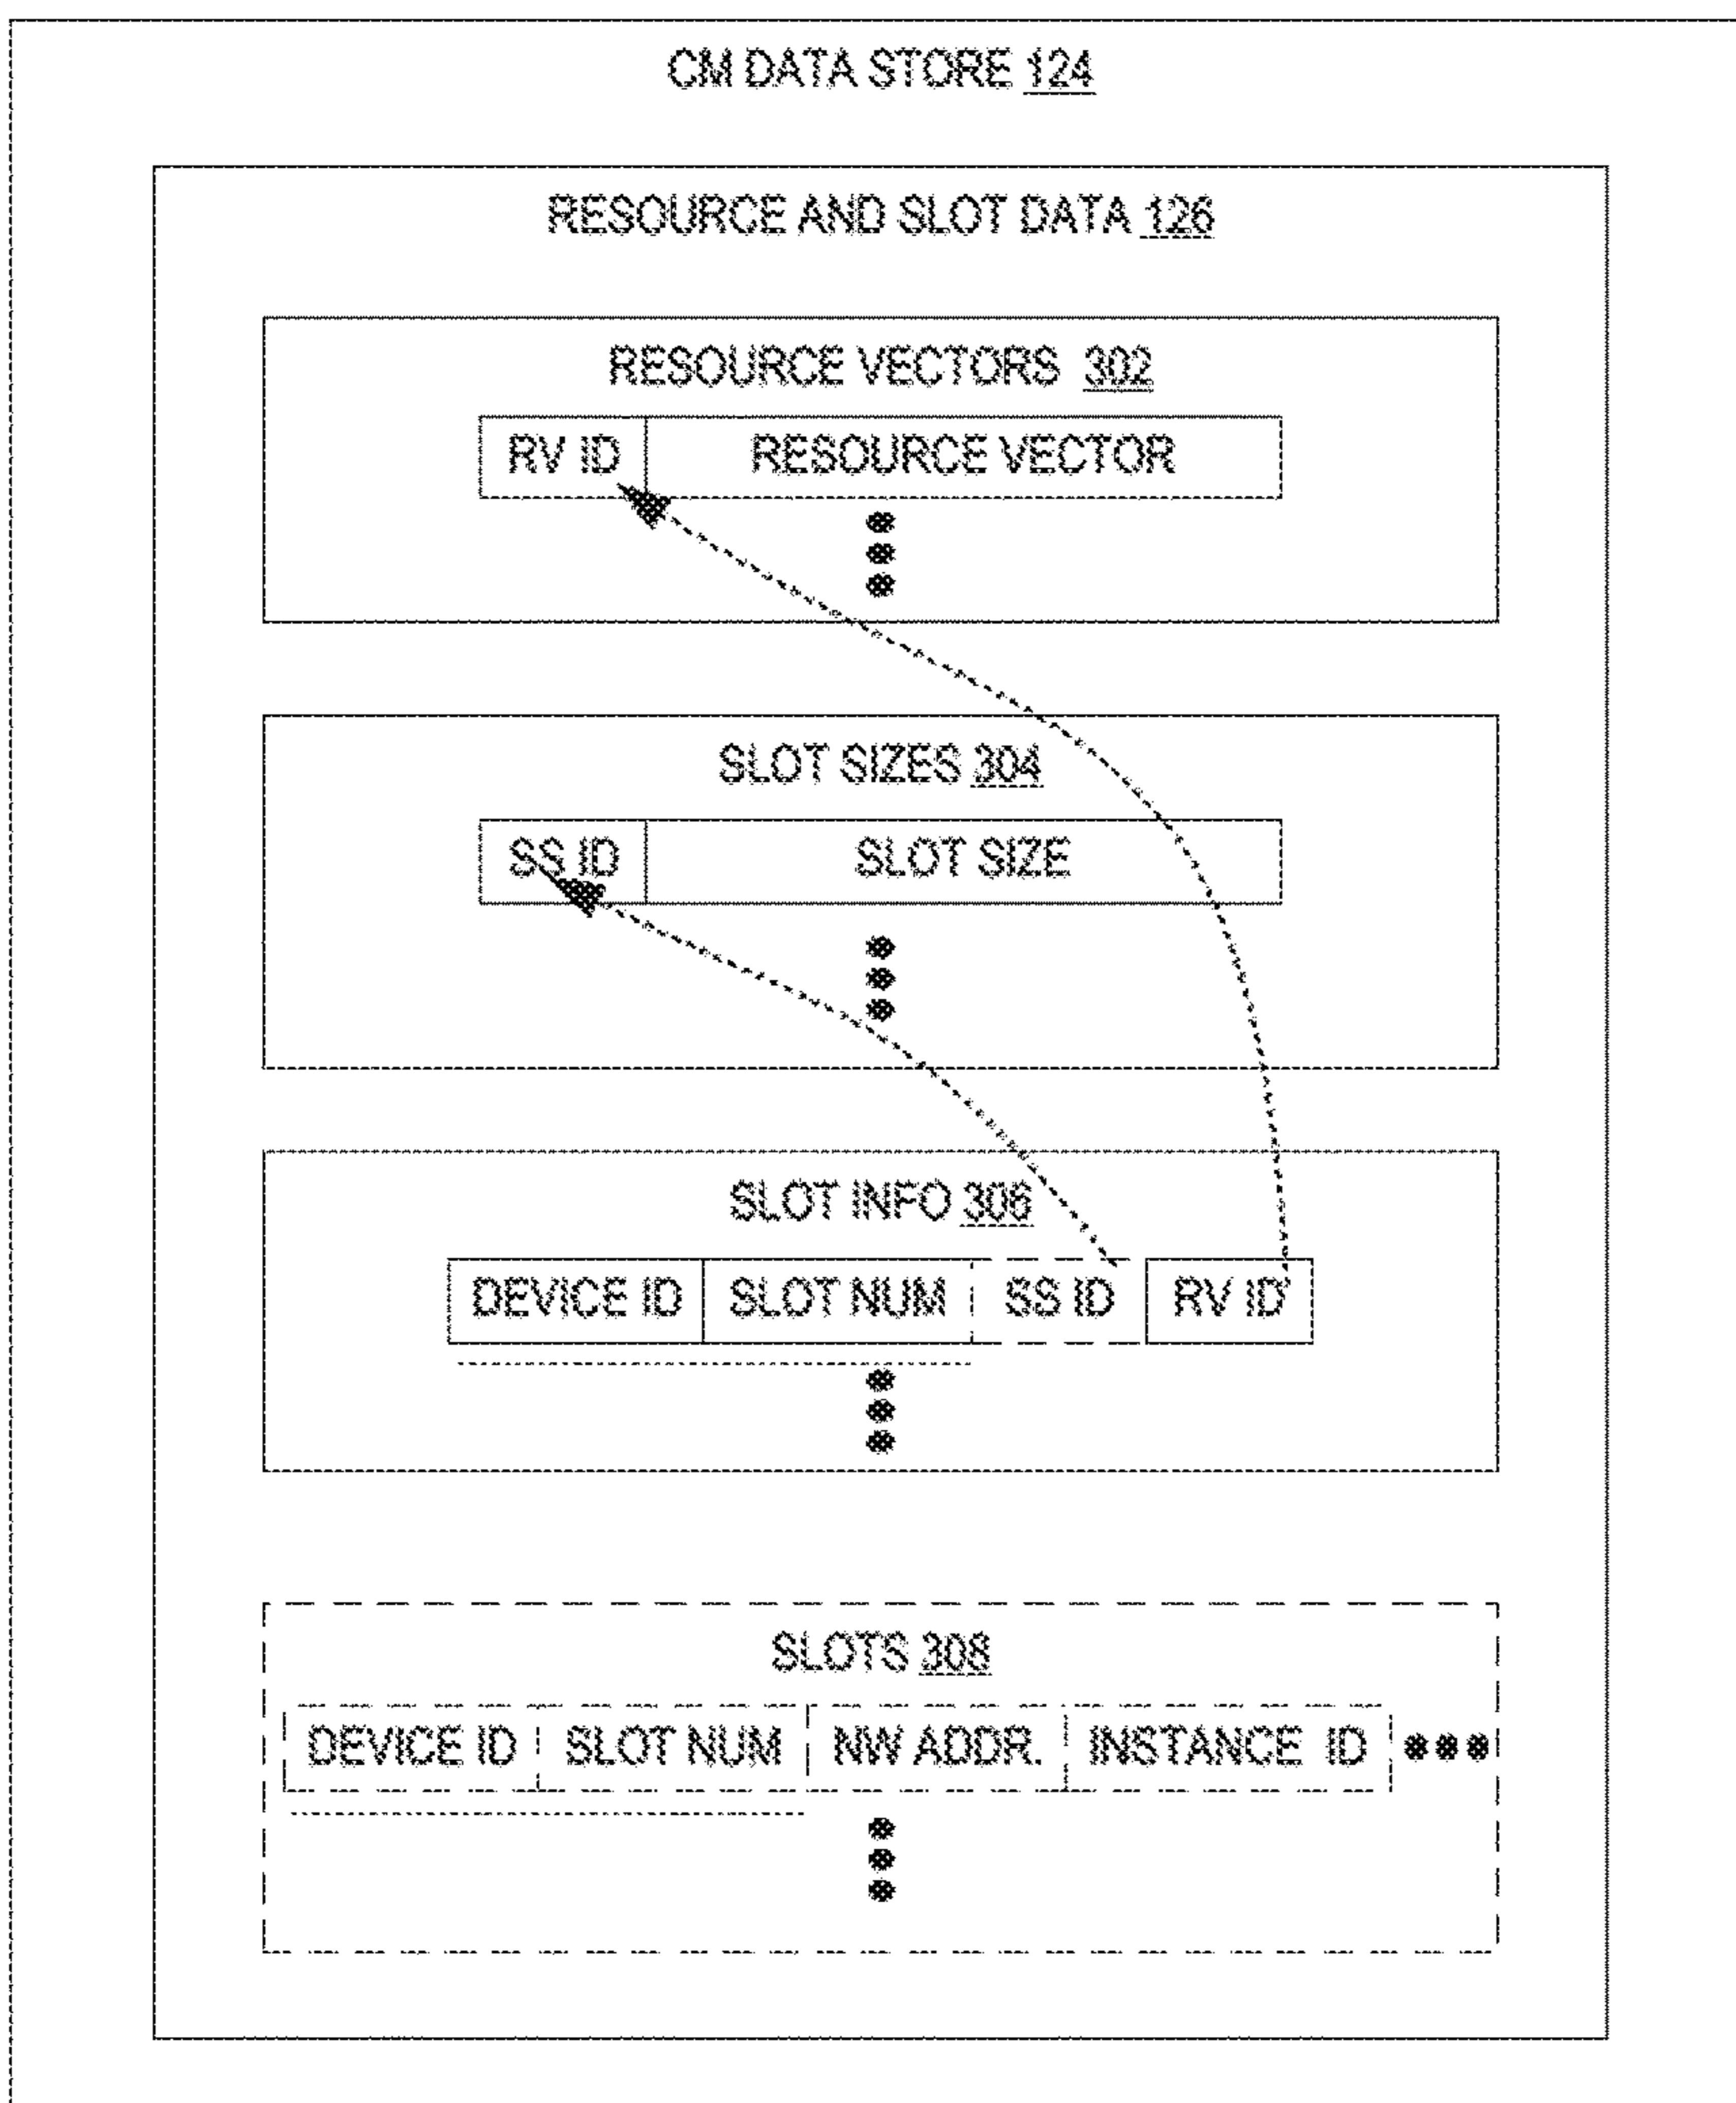 CM DATA STORE 124
RESOURCE AND SLOT DATA 126
RESOURCE VECTORS 302
RV ID RESOURCE VECTOR
SLOT SIZES 304
SS ID SLOT SIZE
SLOT INFO 306
DEVICE ID SLOT NUM SS ID RV ID
SLOTS 308
DEVICE ID SLOT NUM NW ADDR. INSTANCE ID